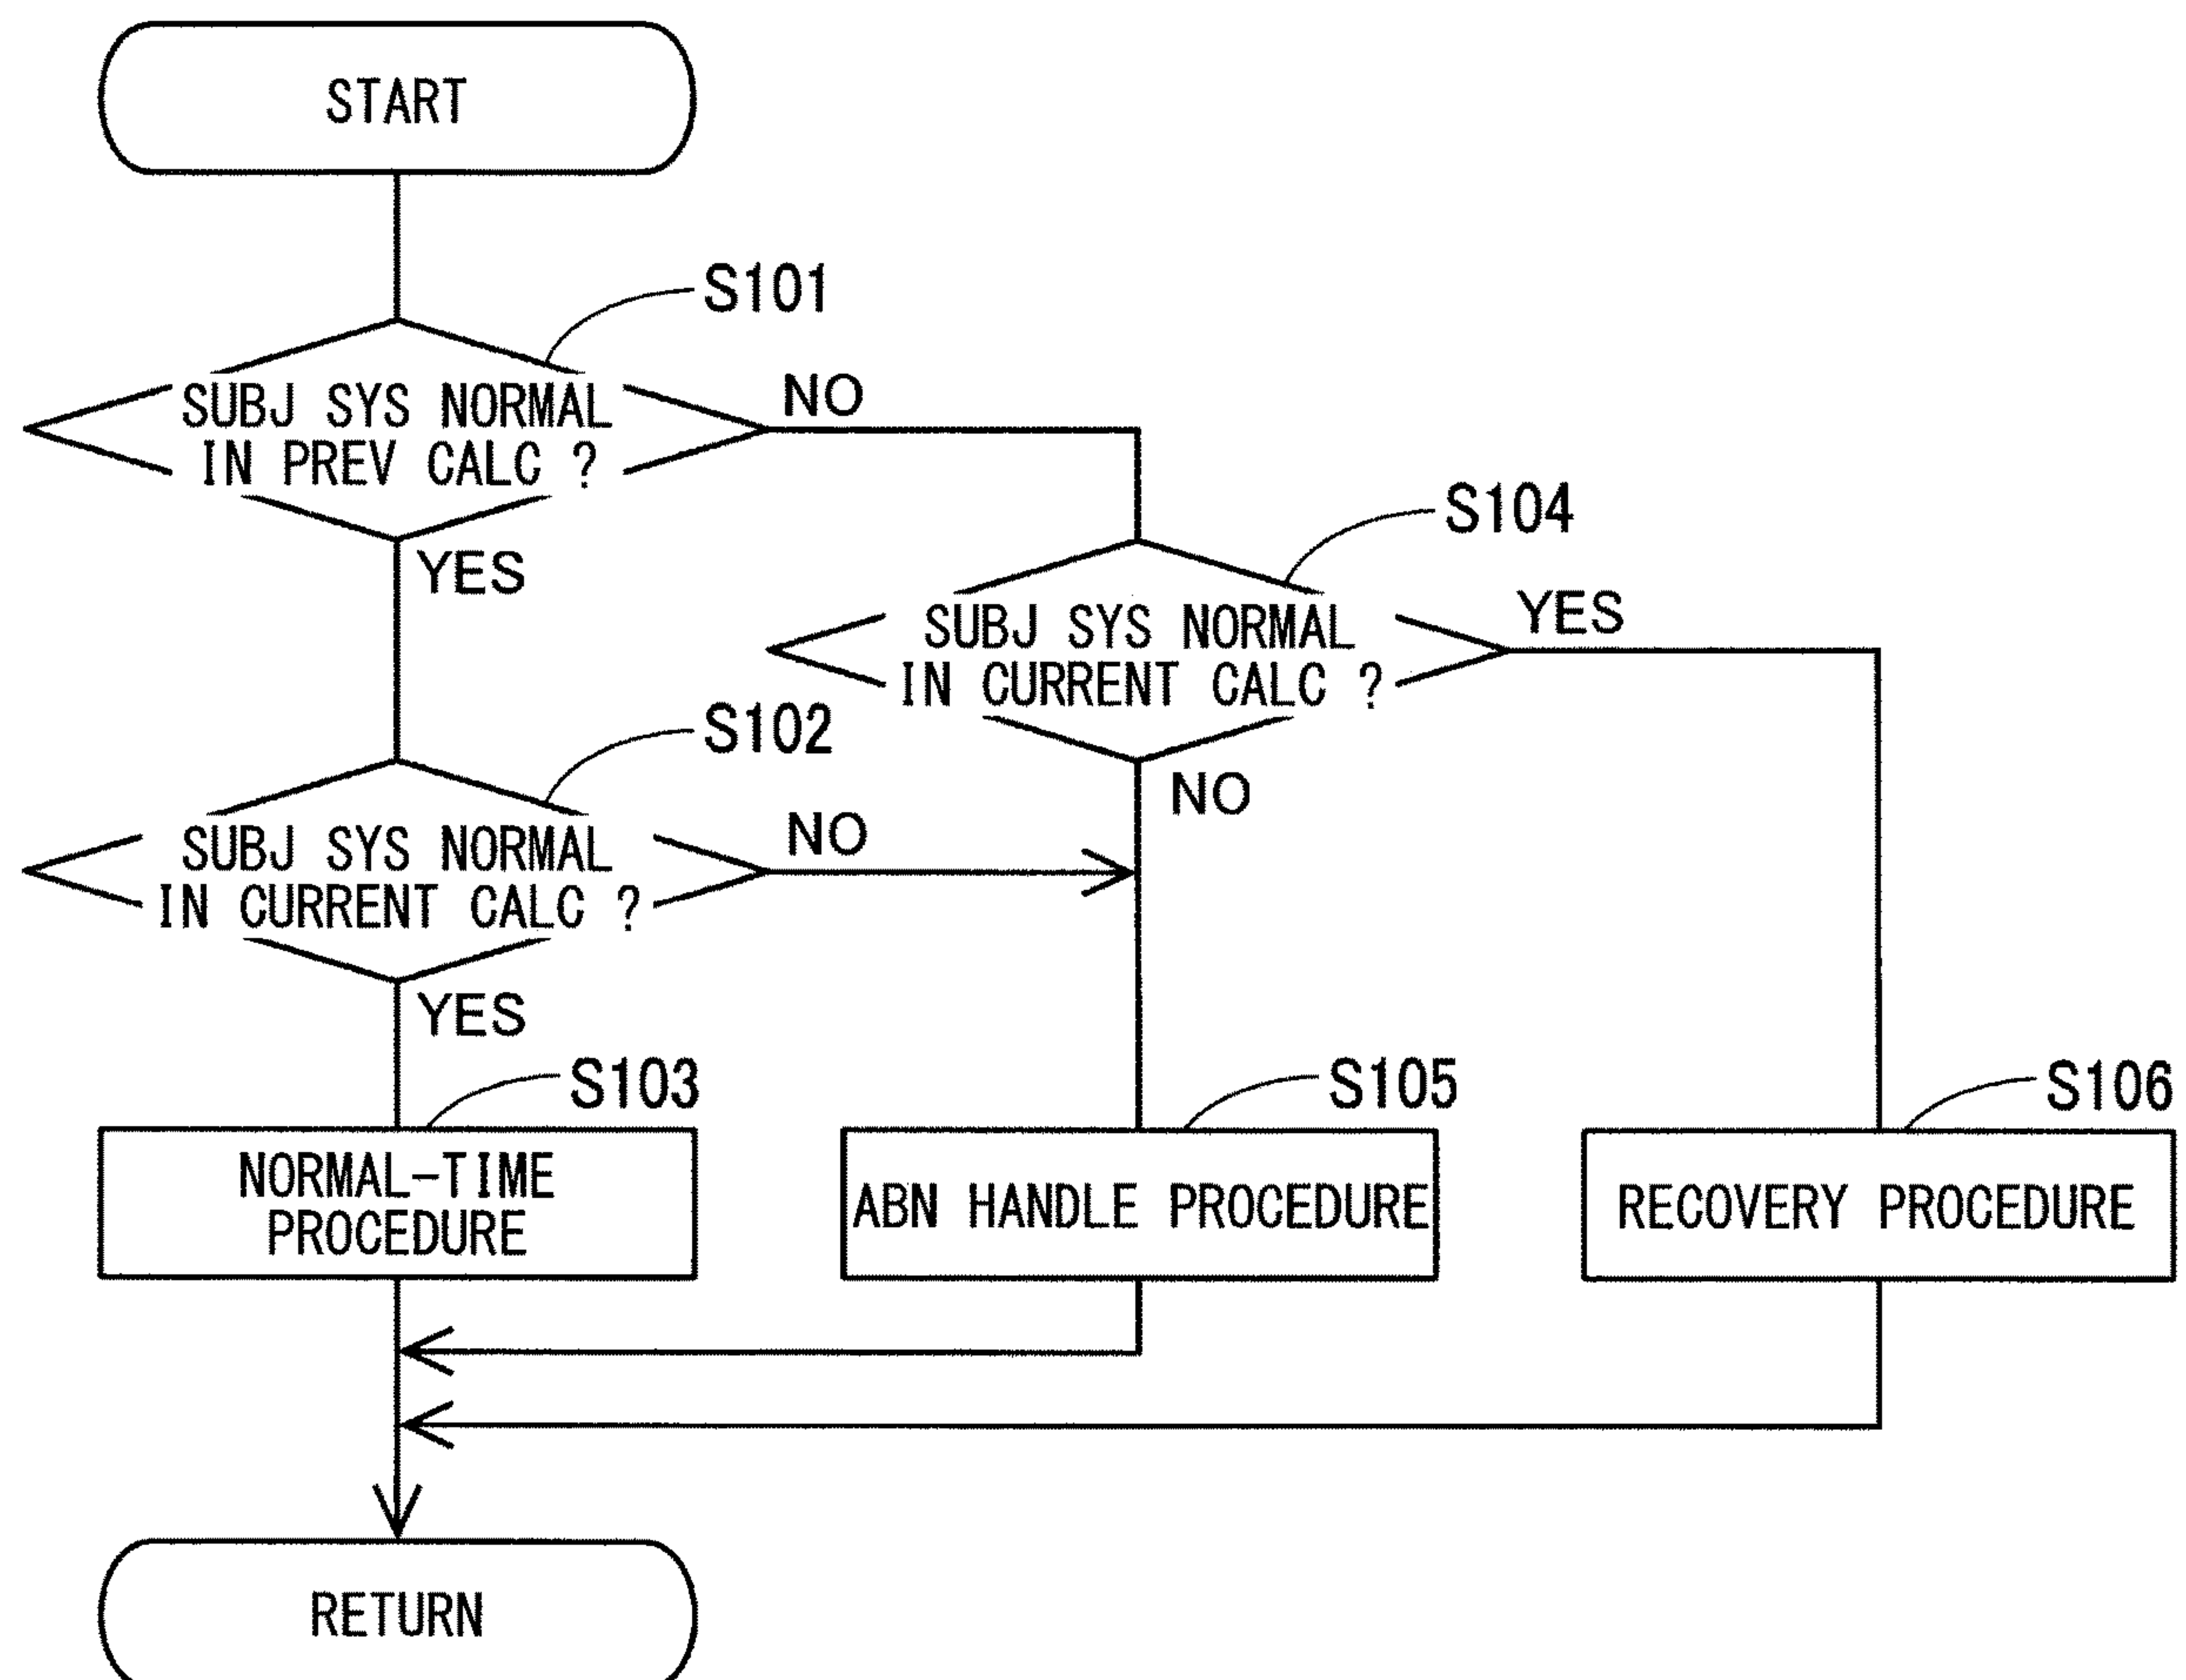 START
S101
SUBJ SYS NORMAL
IN PREV CALC ?
NO
YES
S104
SUBJ SYS NORMAL
IN CURRENT CALC ?
YES
NO
S102
SUBJ SYS NORMAL
IN CURRENT CALC ?
NO
YES
S103
NORMAL-TIME
PROCEDURE
S105
ABN HANDLE PROCEDURE
S106
RECOVERY PROCEDURE
RETURN